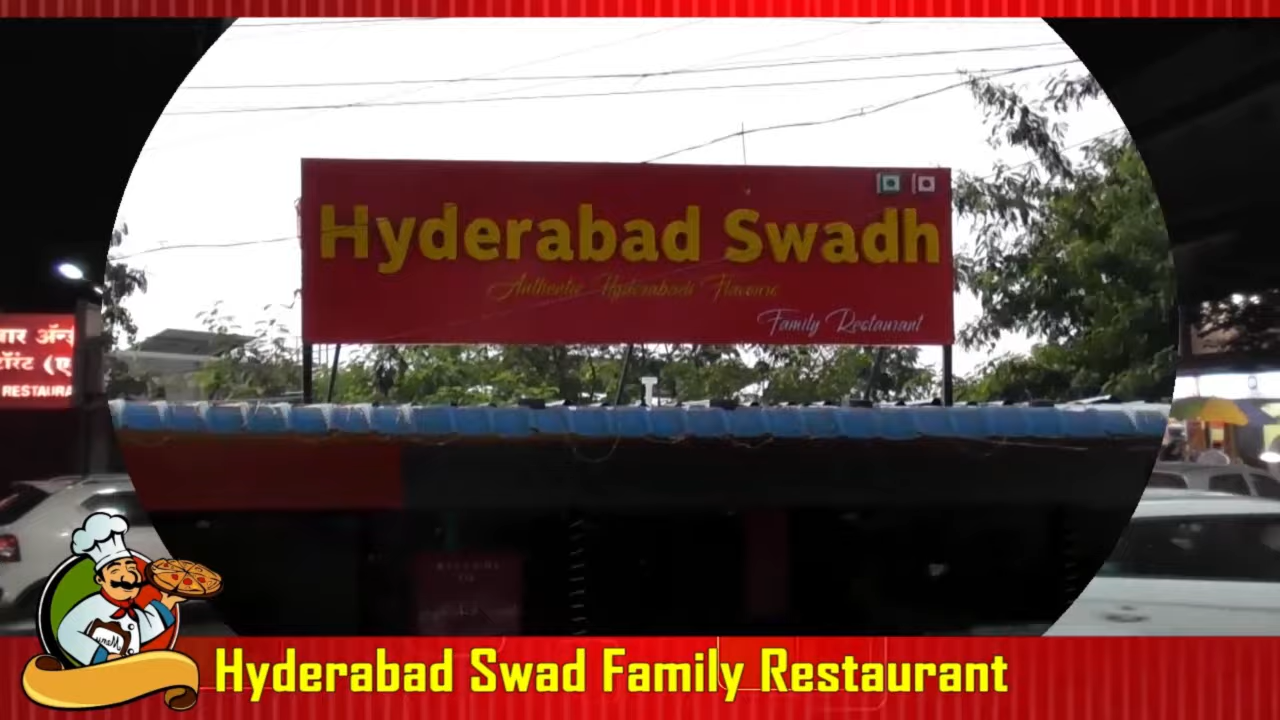 Hyderabad Swadh
Authentic Hyderabadi Flavours
Family Restaurant
बार अँन्ड
RESTAURA
Hyderabad Swad Family Restaurant